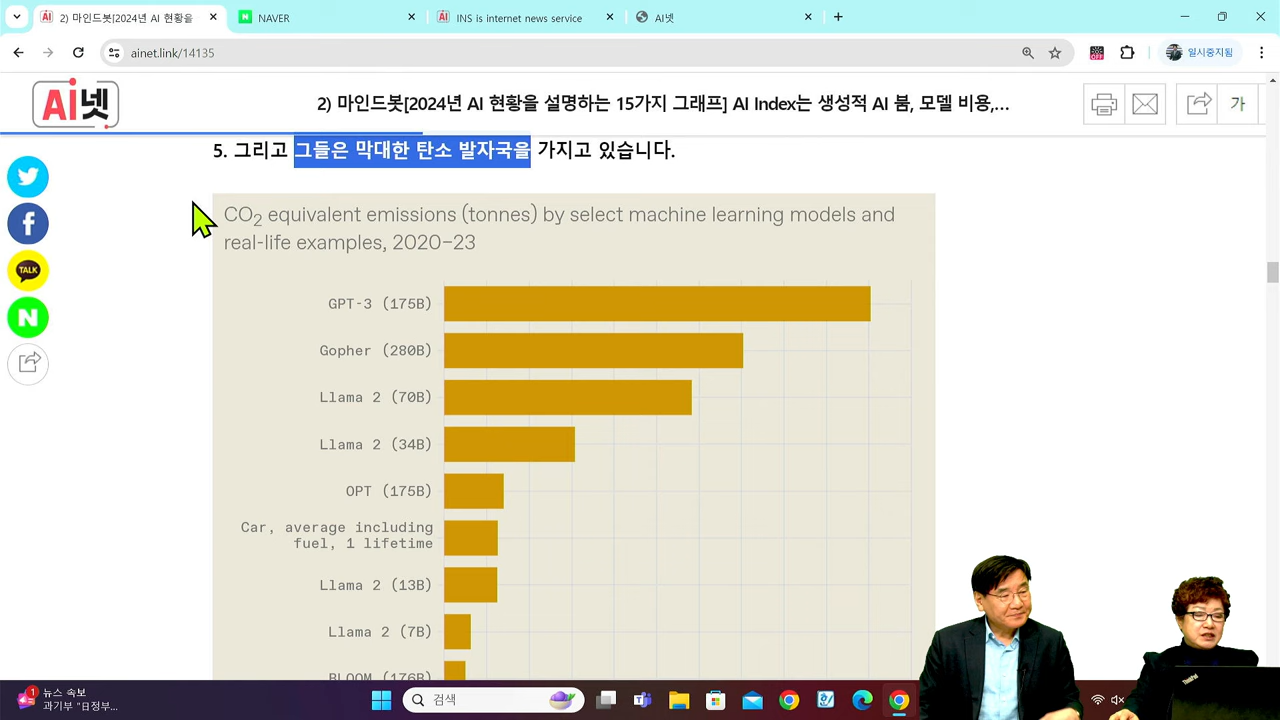 2) 마인드봇[2024년 AI 현황을
NAVER
INS is internet news service
AI넷
ainet.link/14135
OFF
일시중지됨
Ai넷
2) 마인드봇[2024년 AI 현황을 설명하는 15가지 그래프] AI Index는 생성적 AI 붐, 모델 비용,...
가
5. 그리고 그들은 막대한 탄소 발자국을 가지고 있습니다.
TALK
N
CO2 equivalent emissions (tonnes) by select machine learning models and
real-life examples, 2020–23
GPT-3 (175B)
Gopher (280B)
Llama 2 (70B)
Llama 2 (34B)
OPT (175B)
Car, average including
fuel, 1 lifetime
Llama 2 (13B)
Llama 2 (7B)
BLOOM (176B)
1
뉴스 속보
과기부 "日정부...
검색
ThinkPad